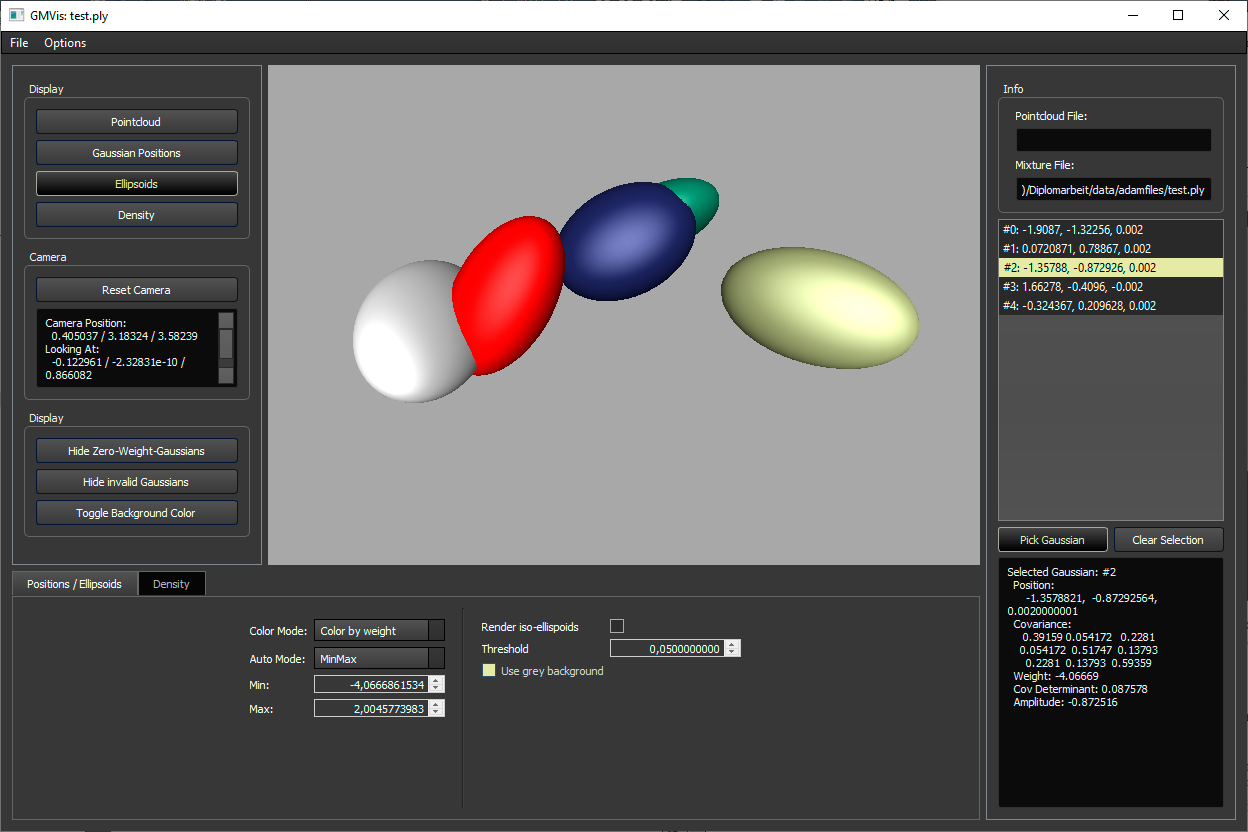 GMVis: test.ply
File Options
Display
Pointcloud
Gaussian Positions
Ellipsoids
Density
Camera
Reset Camera
Camera Position:
0.405037 / 3.18324 / 3.58239
Looking At:
-0.122961 / -2.32831e-10 /
0.866082
Display
Hide Zero-Weight-Gaussians
Hide invalid Gaussians
Toggle Background Color
Info
Pointcloud File:
Mixture File:
)/Diplomarbeit/data/adamfiles/test.ply
#0: -1.9087, -1.32256, 0.002
#1: 0.0720871, 0.78867, 0.002
#2: -1.35788, -0.872926, 0.002
#3: 1.66278, -0.4096, -0.002
#4: -0.324367, 0.209628, 0.002
Pick Gaussian Clear Selection
Selected Gaussian: #2
Position:
-1.3578821, -0.87292564,
0.0020000001
Covariance:
0.39159 0.054172 0.2281
0.054172 0.51747 0.13793
0.2281 0.13793 0.59359
Weight: -4.06669
Cov Determinant: 0.087578
Amplitude: -0.872516
Positions / Ellipsoids Density
Color Mode: Color by weight
Auto Mode: MinMax
Min: -4,0666861534
Max: 2,0045773983
Render iso-ellispoids
Threshold 0,0500000000
Use grey background